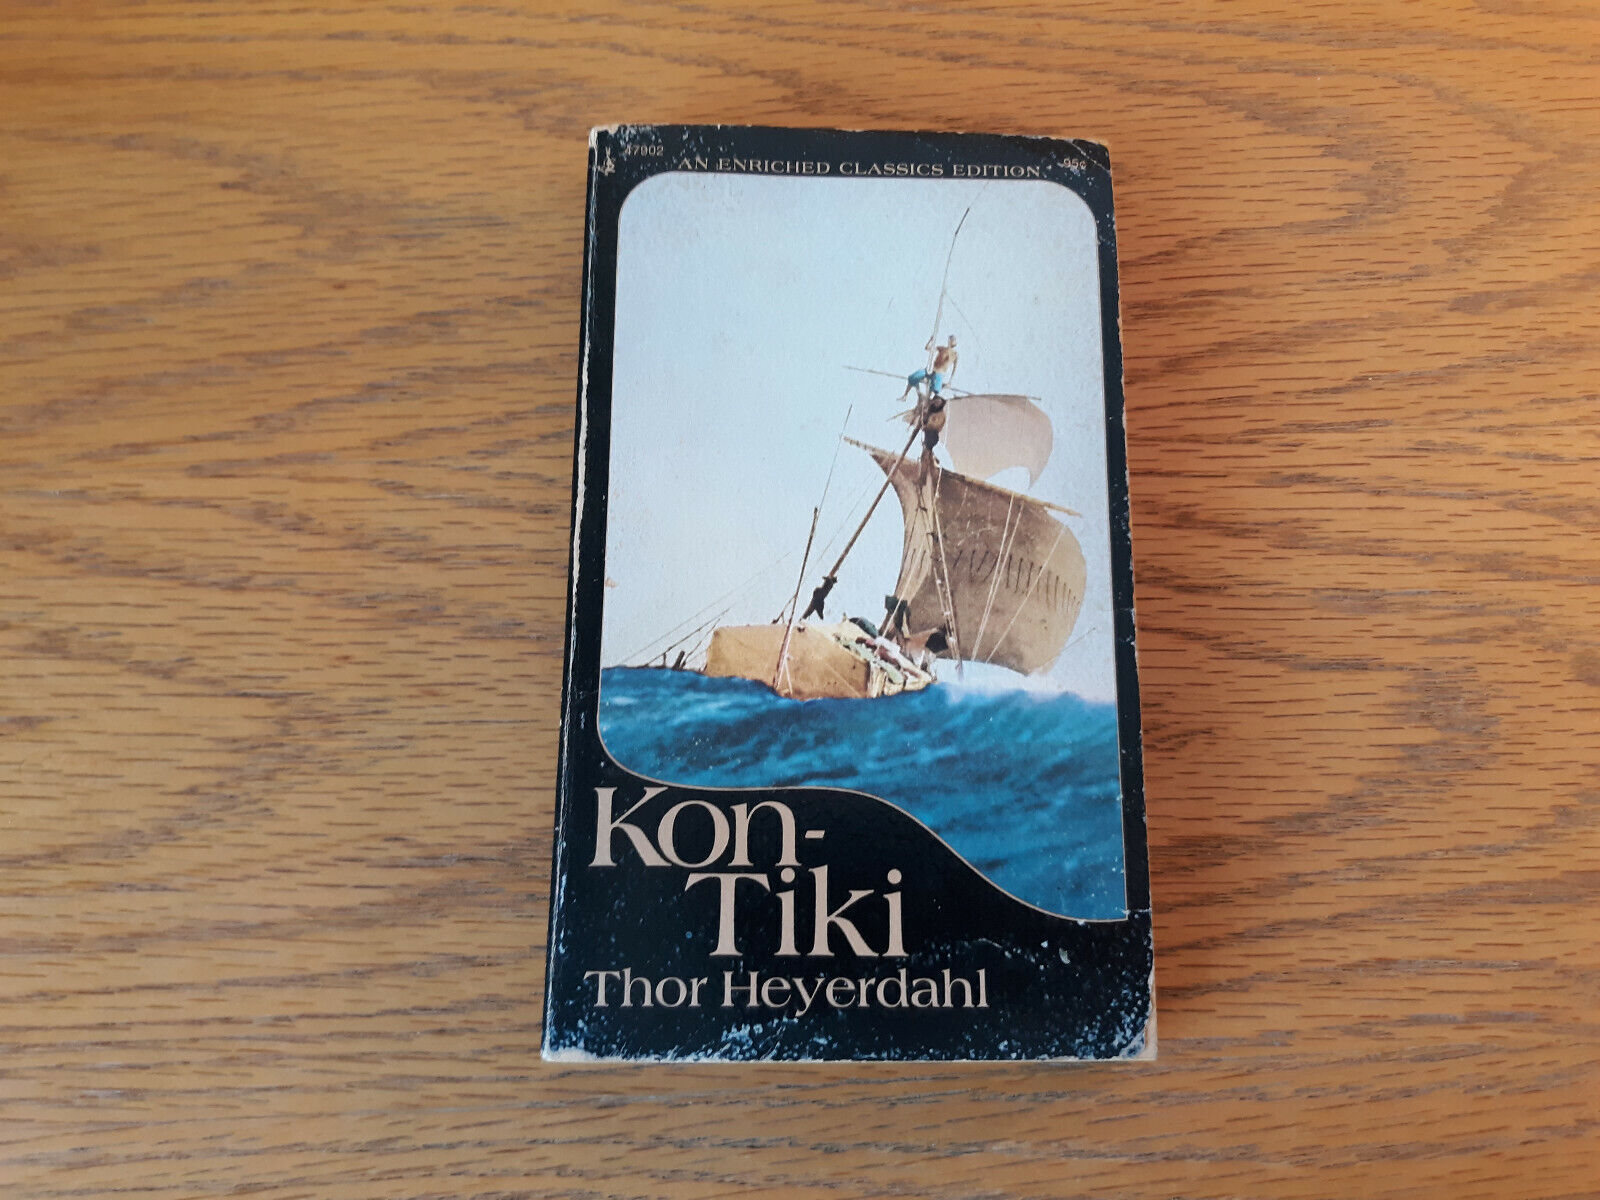 47902
AN ENRICHED CLASSICS EDITION
95¢
Kon-
Tiki
Thor Heyerdahl